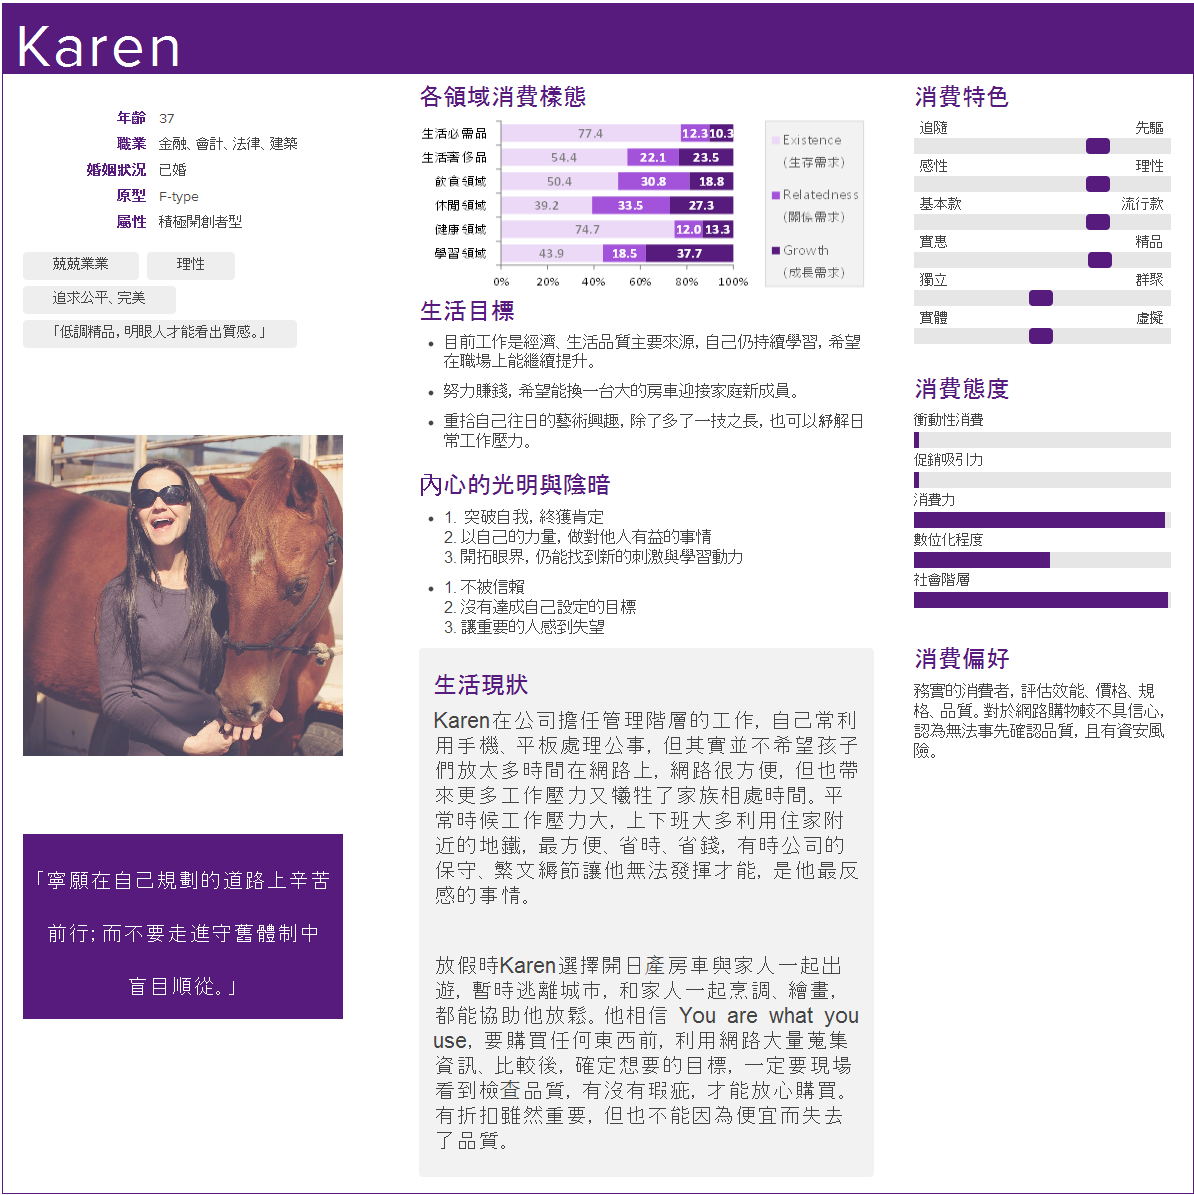 Karen
年齡 37
職業 金融、會計、法律、建築
婚姻狀況 已婚
原型 F-type
屬性 積極開創者型
兢兢業業 理性
追求公平、完美
「低調精品，明眼人才能看出質感。」
「寧願在自己規劃的道路上辛苦
前行；而不要走進守舊體制中
盲目順從。」
各領域消費樣態
生活必需品 77.4 12.3 10.3
生活奢侈品 54.4 22.1 23.5
飲食領域 50.4 30.8 18.8
休閒領域 39.2 33.5 27.3
健康領域 74.7 12.0 13.3
學習領域 43.9 18.5 37.7
0% 20% 40% 60% 80% 100%
Existence
(生存需求)
Relatedness
(關係需求)
Growth
(成長需求)
生活目標
• 目前工作是經濟、生活品質主要來源，自己仍持續學習，希望
在職場上能繼續提升。
• 努力賺錢，希望能換一台大的房車迎接家庭新成員。
• 重拾自己往日的藝術興趣，除了多了一技之長，也可以紓解日
常工作壓力。
內心的光明與陰暗
• 1. 突破自我，終獲肯定
2. 以自己的力量，做對他人有益的事情
3. 開拓眼界，仍能找到新的刺激與學習動力
• 1. 不被信賴
2. 沒有達成自己設定的目標
3. 讓重要的人感到失望
生活現狀
Karen在公司擔任管理階層的工作，自己常利
用手機、平板處理公事，但其實並不希望孩子
們放太多時間在網路上，網路很方便，但也帶
來更多工作壓力又犧牲了家族相處時間。平
常時候工作壓力大，上下班大多利用住家附
近的地鐵，最方便、省時、省錢，有時公司的
保守、繁文縟節讓他無法發揮才能，是他最反
感的事情。
放假時Karen選擇開日產房車與家人一起出
遊，暫時逃離城市，和家人一起烹調、繪畫，
都能協助他放鬆。他相信 You are what you
use，要購買任何東西前，利用網路大量蒐集
資訊、比較後，確定想要的目標，一定要現場
看到檢查品質，有沒有瑕疵，才能放心購買。
有折扣雖然重要，但也不能因為便宜而失去
了品質。
消費特色
追隨 先驅
感性 理性
基本款 流行款
實惠 精品
獨立 群聚
實體 虛擬
消費態度
衝動性消費
促銷吸引力
消費力
數位化程度
社會階層
消費偏好
務實的消費者，評估效能、價格、規
格、品質。對於網路購物較不具信心，
認為無法事先確認品質，且有資安風
險。